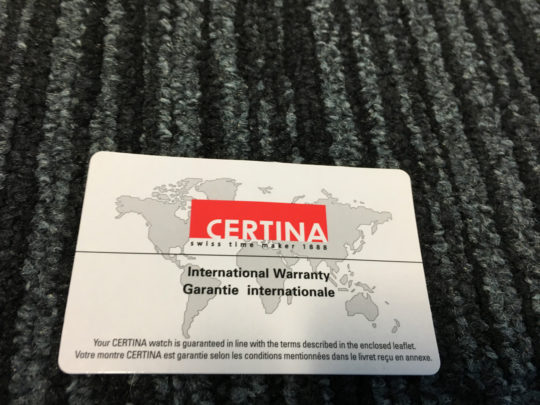 CERTINA
swiss time maker 1888
International Warranty
Garantie internationale
Your CERTINA watch is guaranteed in line with the terms described in the enclosed leaflet.
Votre montre CERTINA est garantie selon les conditions mentionnées dans le livret reçu en annexe.